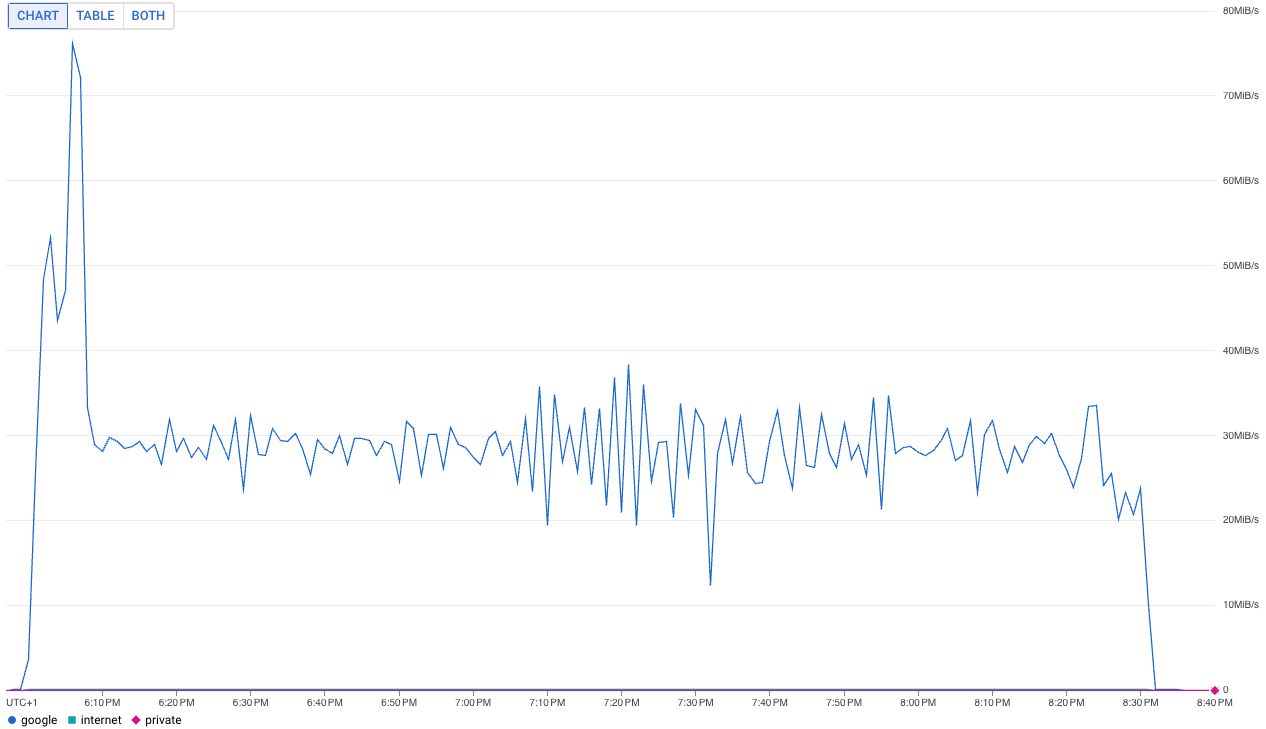 CHART TABLE BOTH
80MiB/s
70MiB/s
60MiB/s
50MiB/s
40MiB/s
30MiB/s
20MiB/s
10MiB/s
0
UTC+1 6:10 PM 6:20 PM 6:30 PM 6:40 PM 6:50 PM 7:00 PM 7:10 PM 7:20 PM 7:30 PM 7:40 PM 7:50 PM 8:00 PM 8:10 PM 8:20 PM 8:30 PM 8:40 PM
google internet private